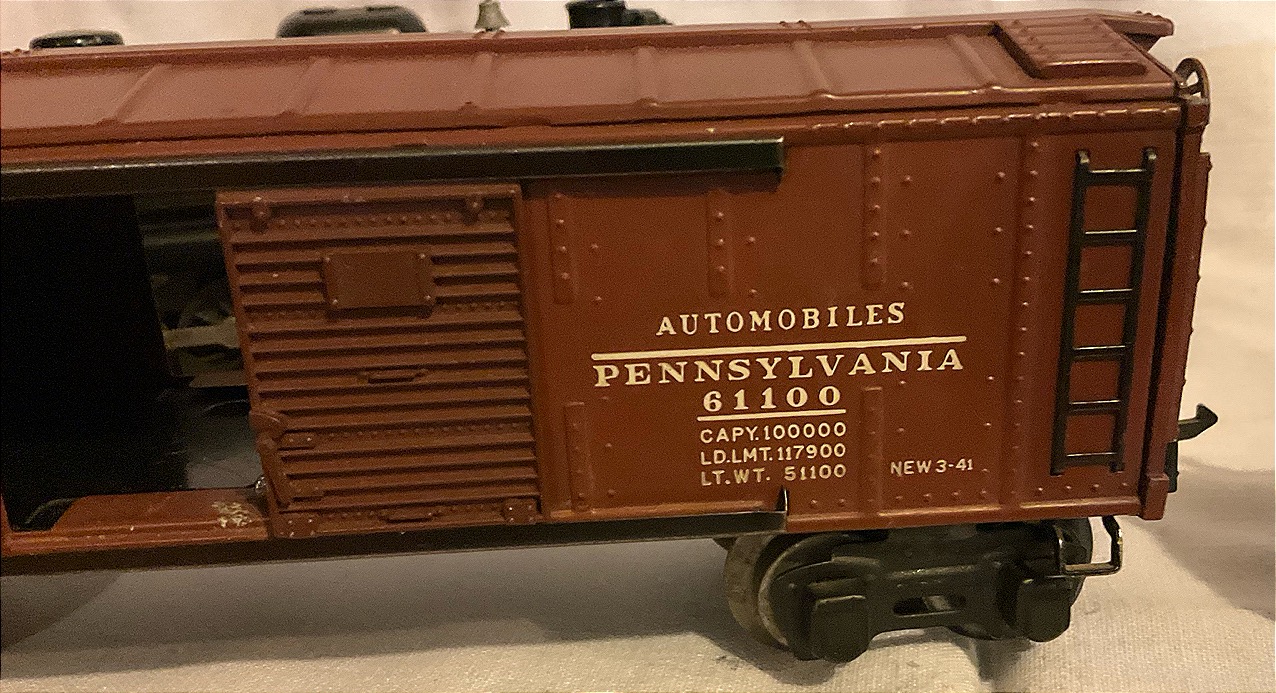 AUTOMOBILES
PENNSYLVANIA
61100
CAPY. 100000
LD.LMT. 117900
LT. WT. 51100
NEW 3-41